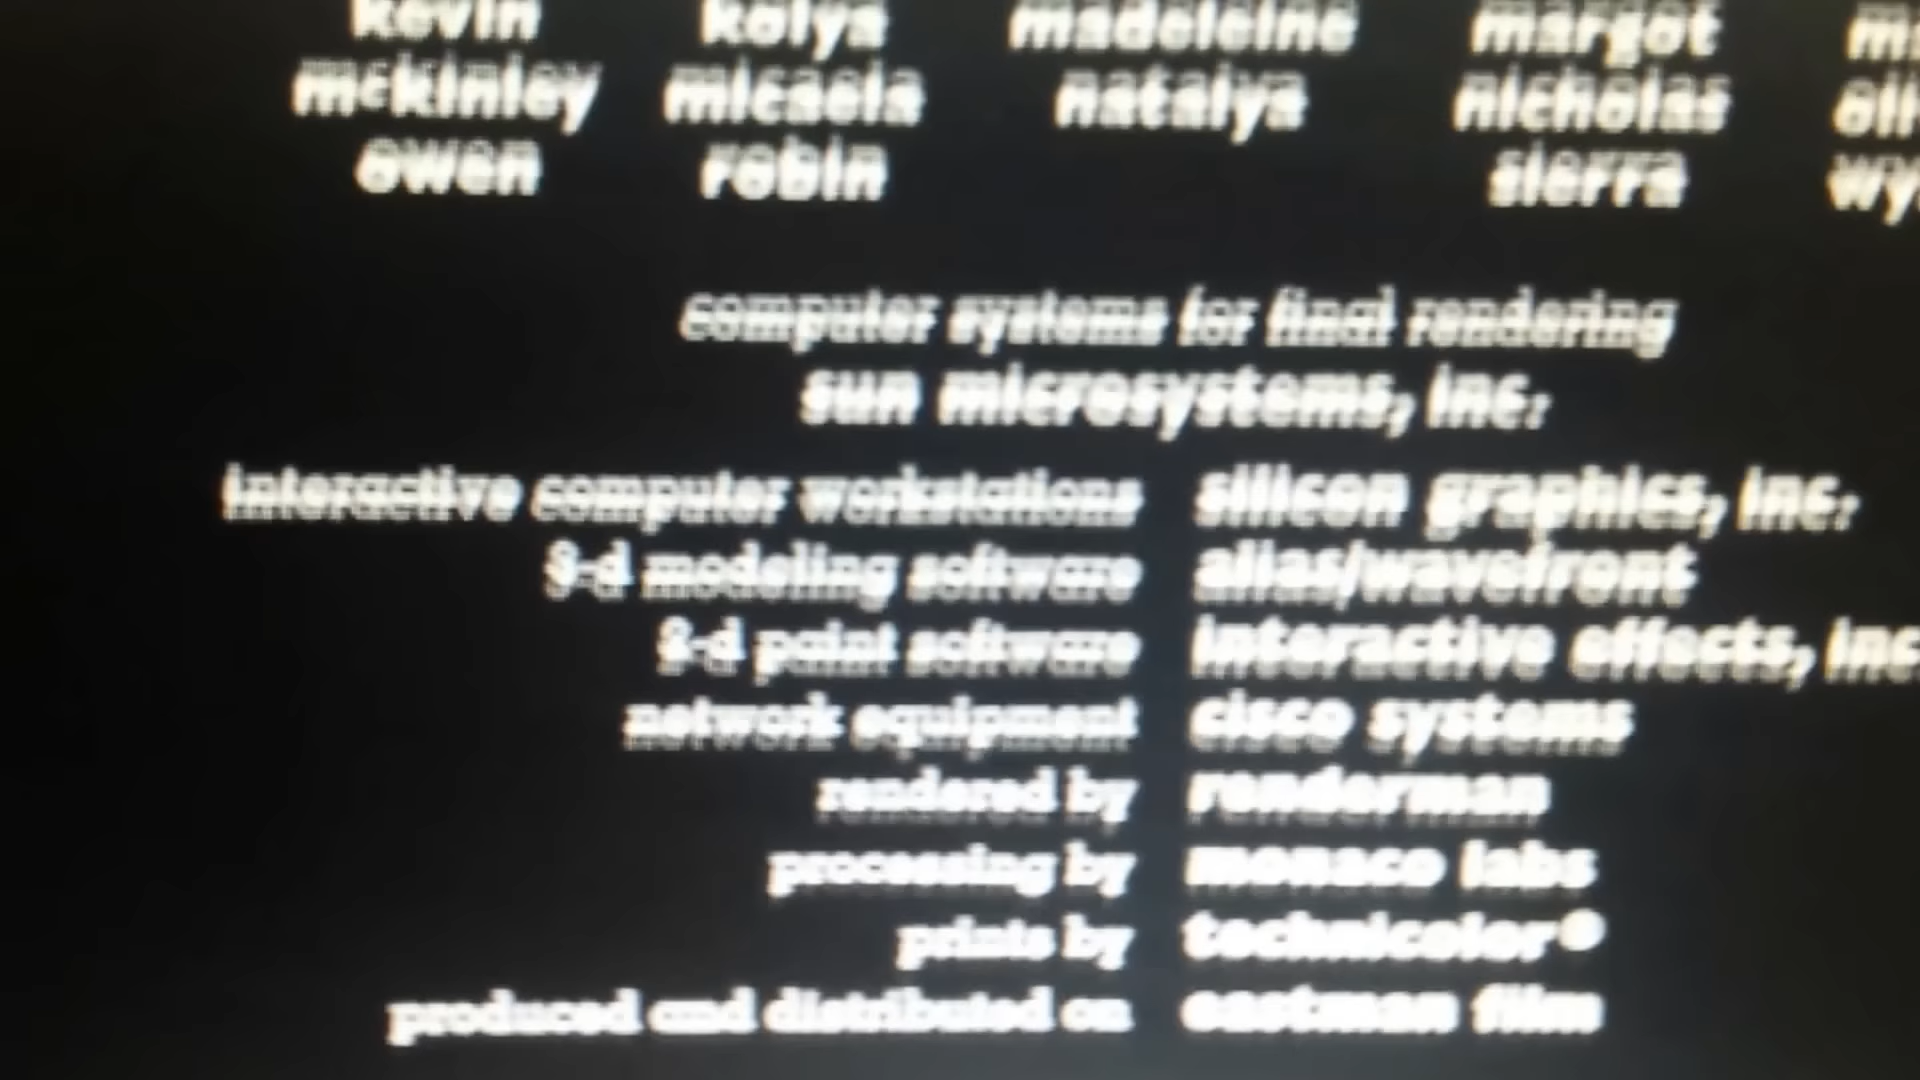 kevin kolya madeleine margot
mckinley micaela natalya nicholas
owen robin sierra
computer systems for final rendering
sun microsystems, inc.
interactive computer workstations silicon graphics, inc.
3-d modeling software alias/wavefront
3-d paint software interactive effects, inc.
network equipment cisco systems
rendered by renderman
processing by monaco labs
prints by technicolor®
produced and distributed on eastman film